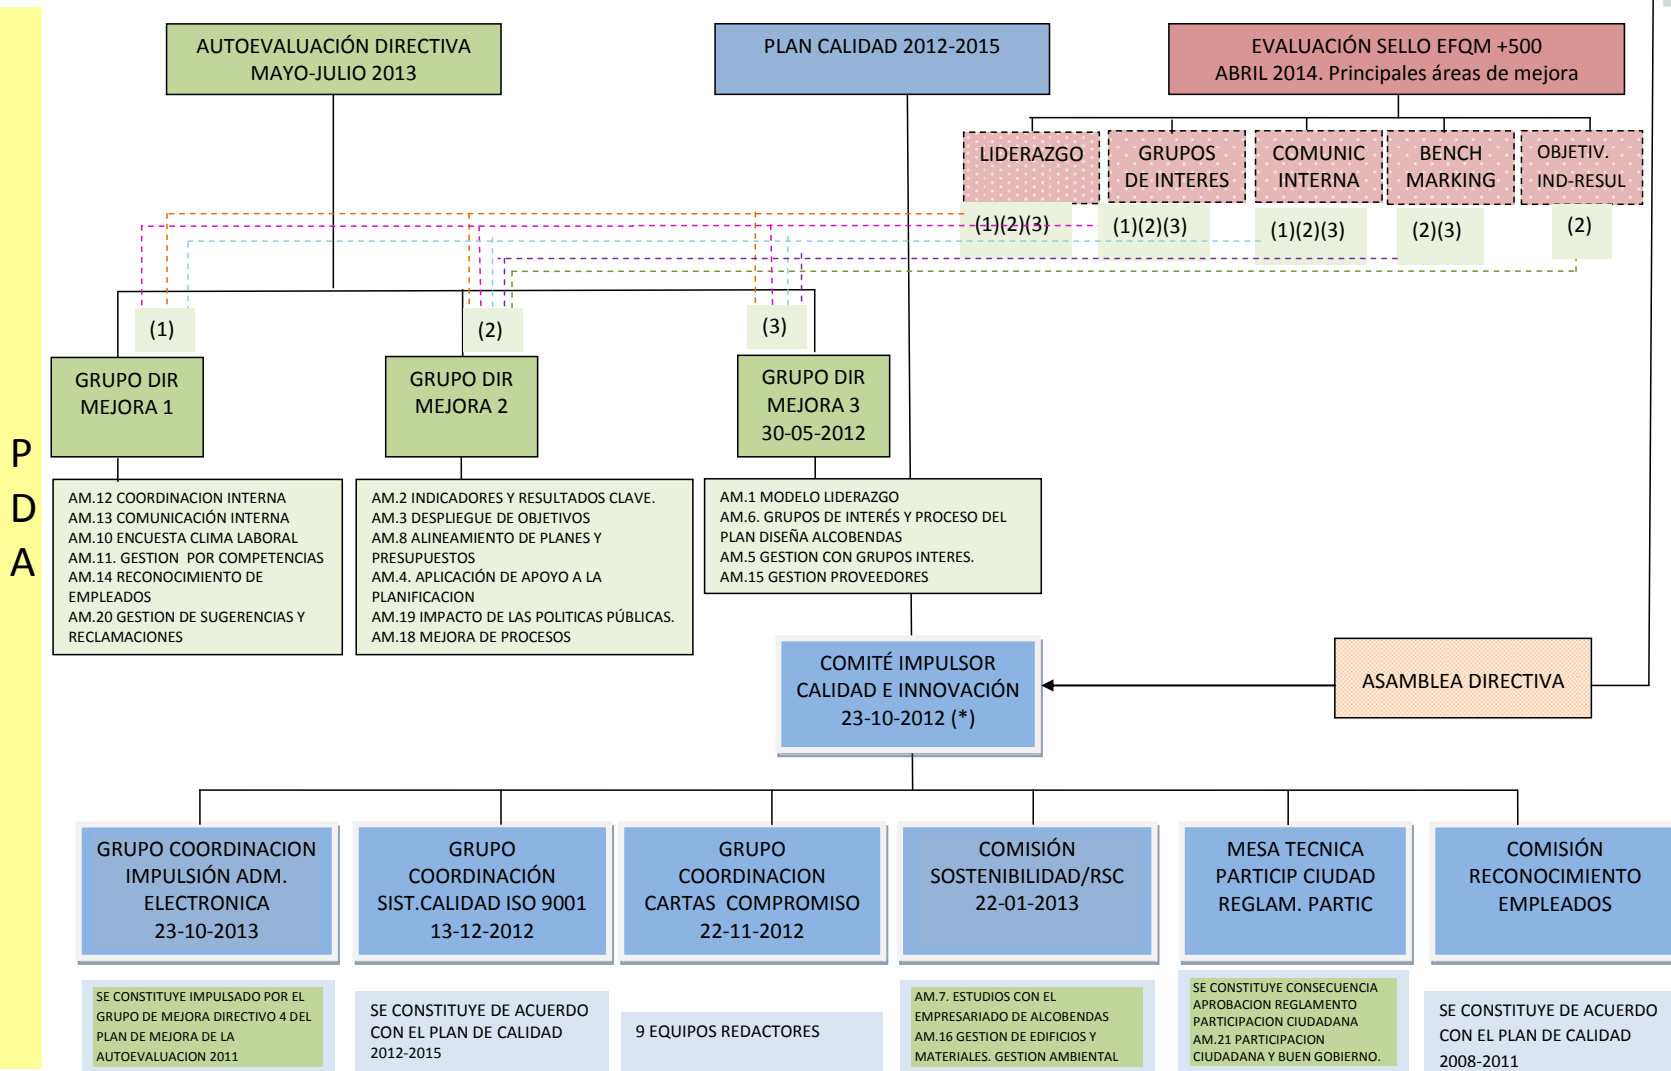 AUTOEVALUACIÓN DIRECTIVA
MAYO-JULIO 2013
PLAN CALIDAD 2012-2015
EVALUACIÓN SELLO EFQM +500
ABRIL 2014. Principales áreas de mejora
LIDERAZGO
GRUPOS
DE INTERES
COMUNIC
INTERNA
BENCH
MARKING
OBJETIV.
IND-RESUL
(1)(2)(3)
(1)(2)(3)
(1)(2)(3)
(2)(3)
(2)
(1)
(2)
(3)
GRUPO DIR
MEJORA 1
GRUPO DIR
MEJORA 2
GRUPO DIR
MEJORA 3
30-05-2012
P
D
A
AM.12 COORDINACION INTERNA
AM.13 COMUNICACIÓN INTERNA
AM.10 ENCUESTA CLIMA LABORAL
AM.11. GESTION  POR COMPETENCIAS
AM.14 RECONOCIMIENTO DE
EMPLEADOS
AM.20 GESTION DE SUGERENCIAS Y
RECLAMACIONES
AM.2 INDICADORES Y RESULTADOS CLAVE.
AM.3 DESPLIEGUE DE OBJETIVOS
AM.8 ALINEAMIENTO DE PLANES Y
PRESUPUESTOS
AM.4. APLICACIÓN DE APOYO A LA
PLANIFICACION
AM.19 IMPACTO DE LAS POLITICAS PÚBLICAS.
AM.18 MEJORA DE PROCESOS
AM.1 MODELO LIDERAZGO
AM.6. GRUPOS DE INTERÉS Y PROCESO DEL
PLAN DISEÑA ALCOBENDAS
AM.5 GESTION CON GRUPOS INTERES.
AM.15 GESTION PROVEEDORES
COMITÉ IMPULSOR
CALIDAD E INNOVACIÓN
23-10-2012 (*)
ASAMBLEA DIRECTIVA
GRUPO COORDINACION
IMPULSIÓN ADM.
ELECTRONICA
23-10-2013
GRUPO
COORDINACIÓN
SIST.CALIDAD ISO 9001
13-12-2012
GRUPO
COORDINACION
CARTAS  COMPROMISO
22-11-2012
COMISIÓN
SOSTENIBILIDAD/RSC
22-01-2013
MESA TECNICA
PARTICIP CIUDAD
REGLAM. PARTIC
COMISIÓN
RECONOCIMIENTO
EMPLEADOS
SE CONSTITUYE IMPULSADO POR EL
GRUPO DE MEJORA DIRECTIVO 4 DEL
PLAN DE MEJORA DE LA
AUTOEVALUACION 2011
SE CONSTITUYE DE ACUERDO
CON EL PLAN DE CALIDAD
2012-2015
9 EQUIPOS REDACTORES
AM.7. ESTUDIOS CON EL
EMPRESARIADO DE ALCOBENDAS
AM.16 GESTION DE EDIFICIOS Y
MATERIALES. GESTION AMBIENTAL
SE CONSTITUYE CONSECUENCIA
APROBACION REGLAMENTO
PARTICIPACION CIUDADANA
AM.21 PARTICIPACION
CIUDADANA Y BUEN GOBIERNO.
SE CONSTITUYE DE ACUERDO
CON EL PLAN DE CALIDAD
2008-2011